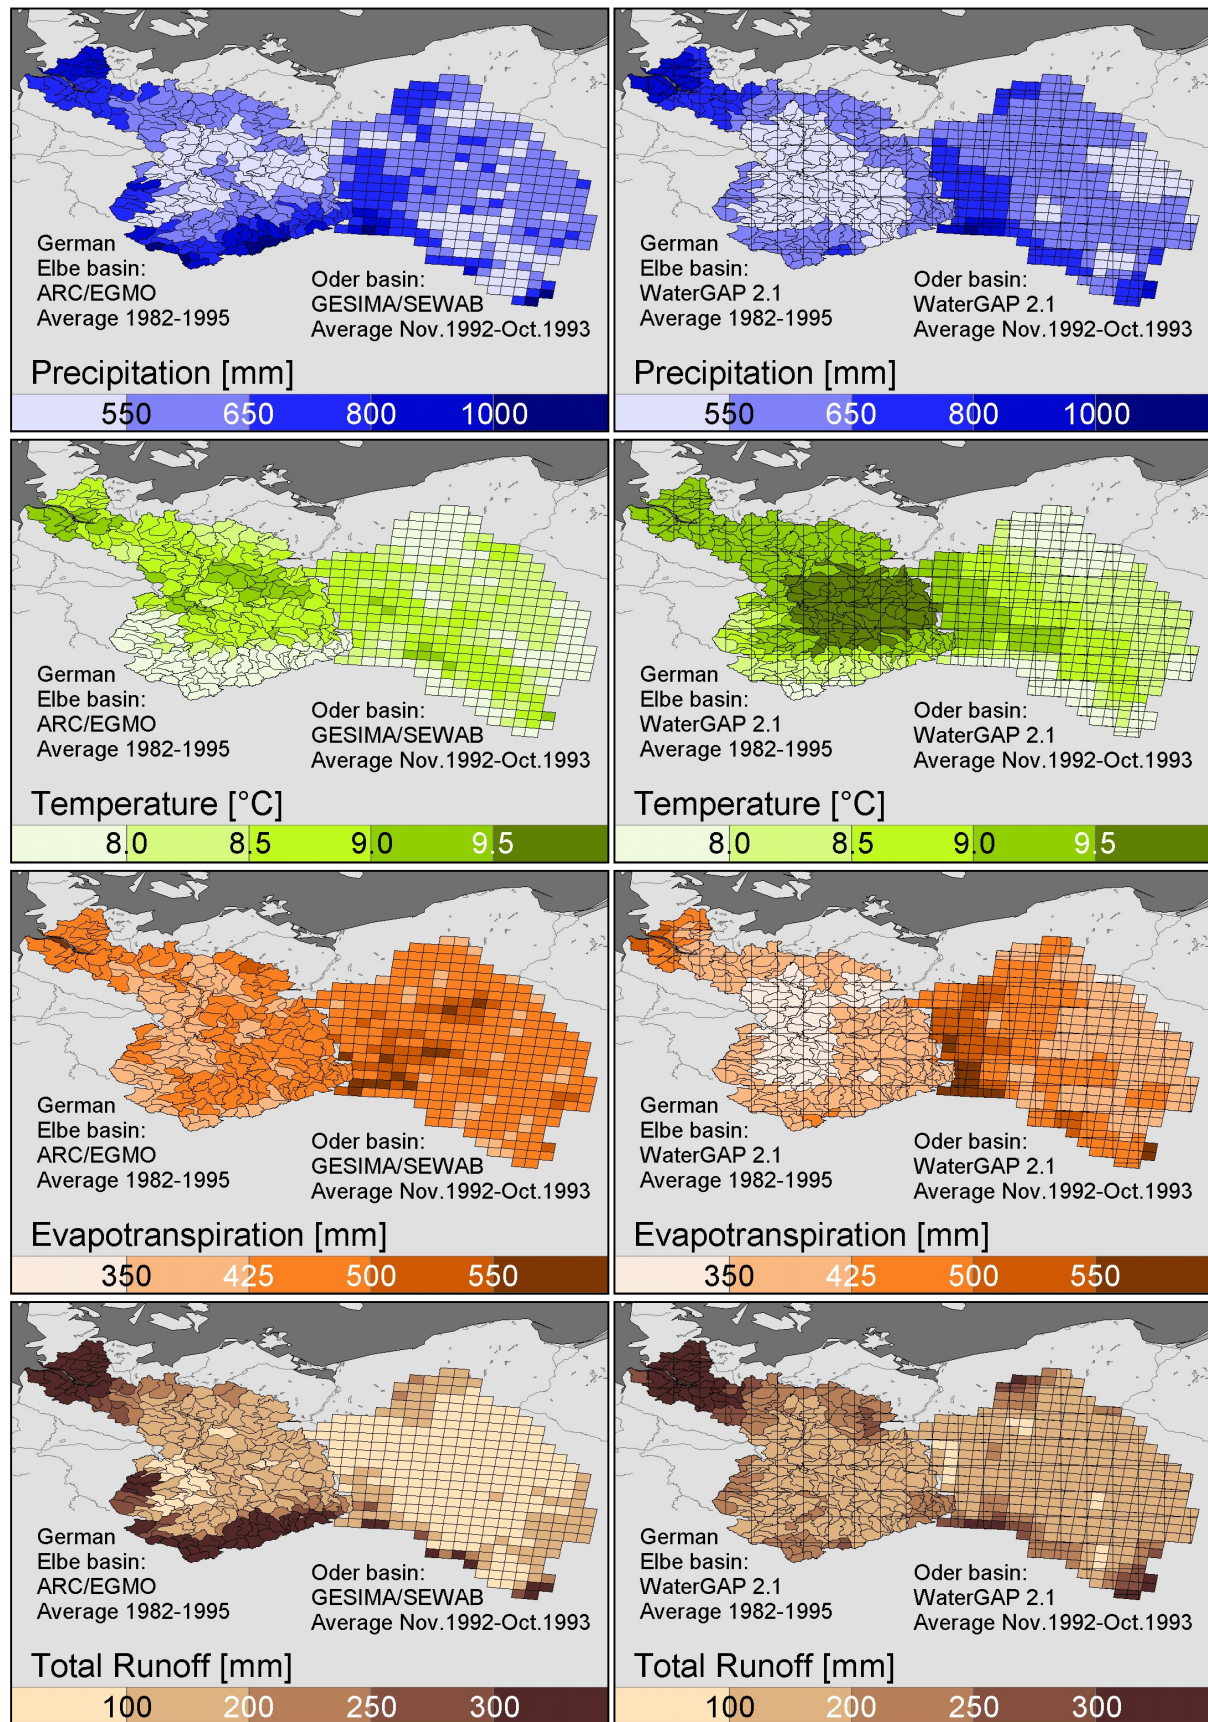 German
Elbe basin:
ARC/EGMO
Average 1982-1995
Oder basin:
GESIMA/SEWAB
Average Nov.1992-Oct.1993
Precipitation [mm]
550 650 800 1000
German
Elbe basin:
WaterGAP 2.1
Average 1982-1995
Oder basin:
WaterGAP 2.1
Average Nov.1992-Oct.1993
Precipitation [mm]
550 650 800 1000
German
Elbe basin:
ARC/EGMO
Average 1982-1995
Oder basin:
GESIMA/SEWAB
Average Nov.1992-Oct.1993
Temperature [°C]
8.0 8.5 9.0 9.5
German
Elbe basin:
WaterGAP 2.1
Average 1982-1995
Oder basin:
WaterGAP 2.1
Average Nov.1992-Oct.1993
Temperature [°C]
8.0 8.5 9.0 9.5
German
Elbe basin:
ARC/EGMO
Average 1982-1995
Oder basin:
GESIMA/SEWAB
Average Nov.1992-Oct.1993
Evapotranspiration [mm]
350 425 500 550
German
Elbe basin:
WaterGAP 2.1
Average 1982-1995
Oder basin:
WaterGAP 2.1
Average Nov.1992-Oct.1993
Evapotranspiration [mm]
350 425 500 550
German
Elbe basin:
ARC/EGMO
Average 1982-1995
Oder basin:
GESIMA/SEWAB
Average Nov.1992-Oct.1993
Total Runoff [mm]
100 200 250 300
German
Elbe basin:
WaterGAP 2.1
Average 1982-1995
Oder basin:
WaterGAP 2.1
Average Nov.1992-Oct.1993
Total Runoff [mm]
100 200 250 300